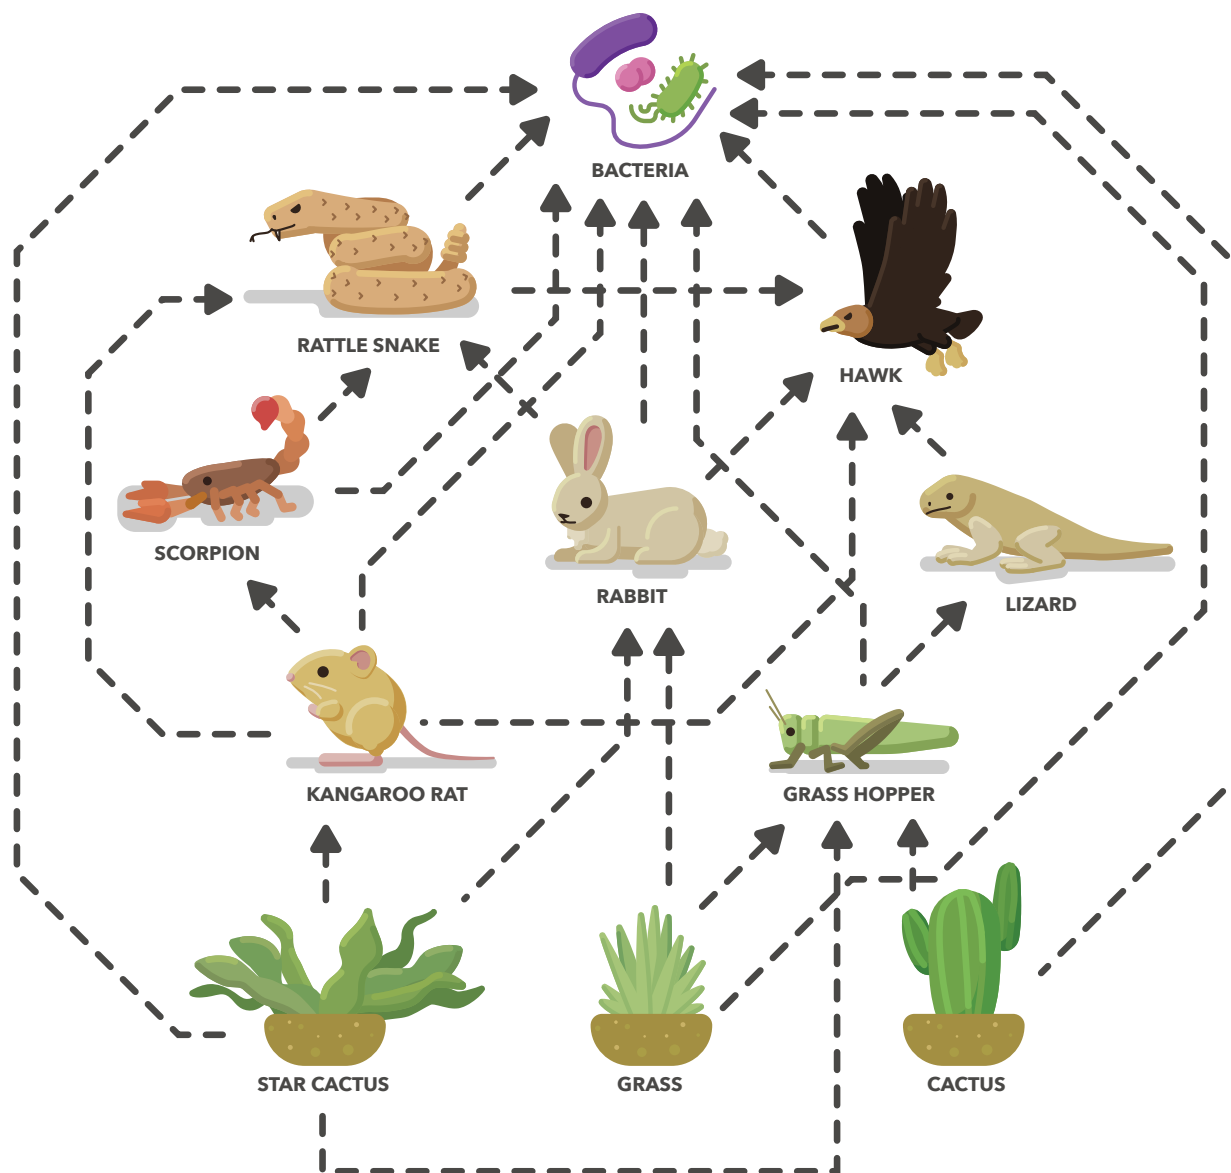 BACTERIA
RATTLE SNAKE
HAWK
SCORPION
RABBIT
LIZARD
KANGAROO RAT
GRASS HOPPER
STAR CACTUS
GRASS
CACTUS